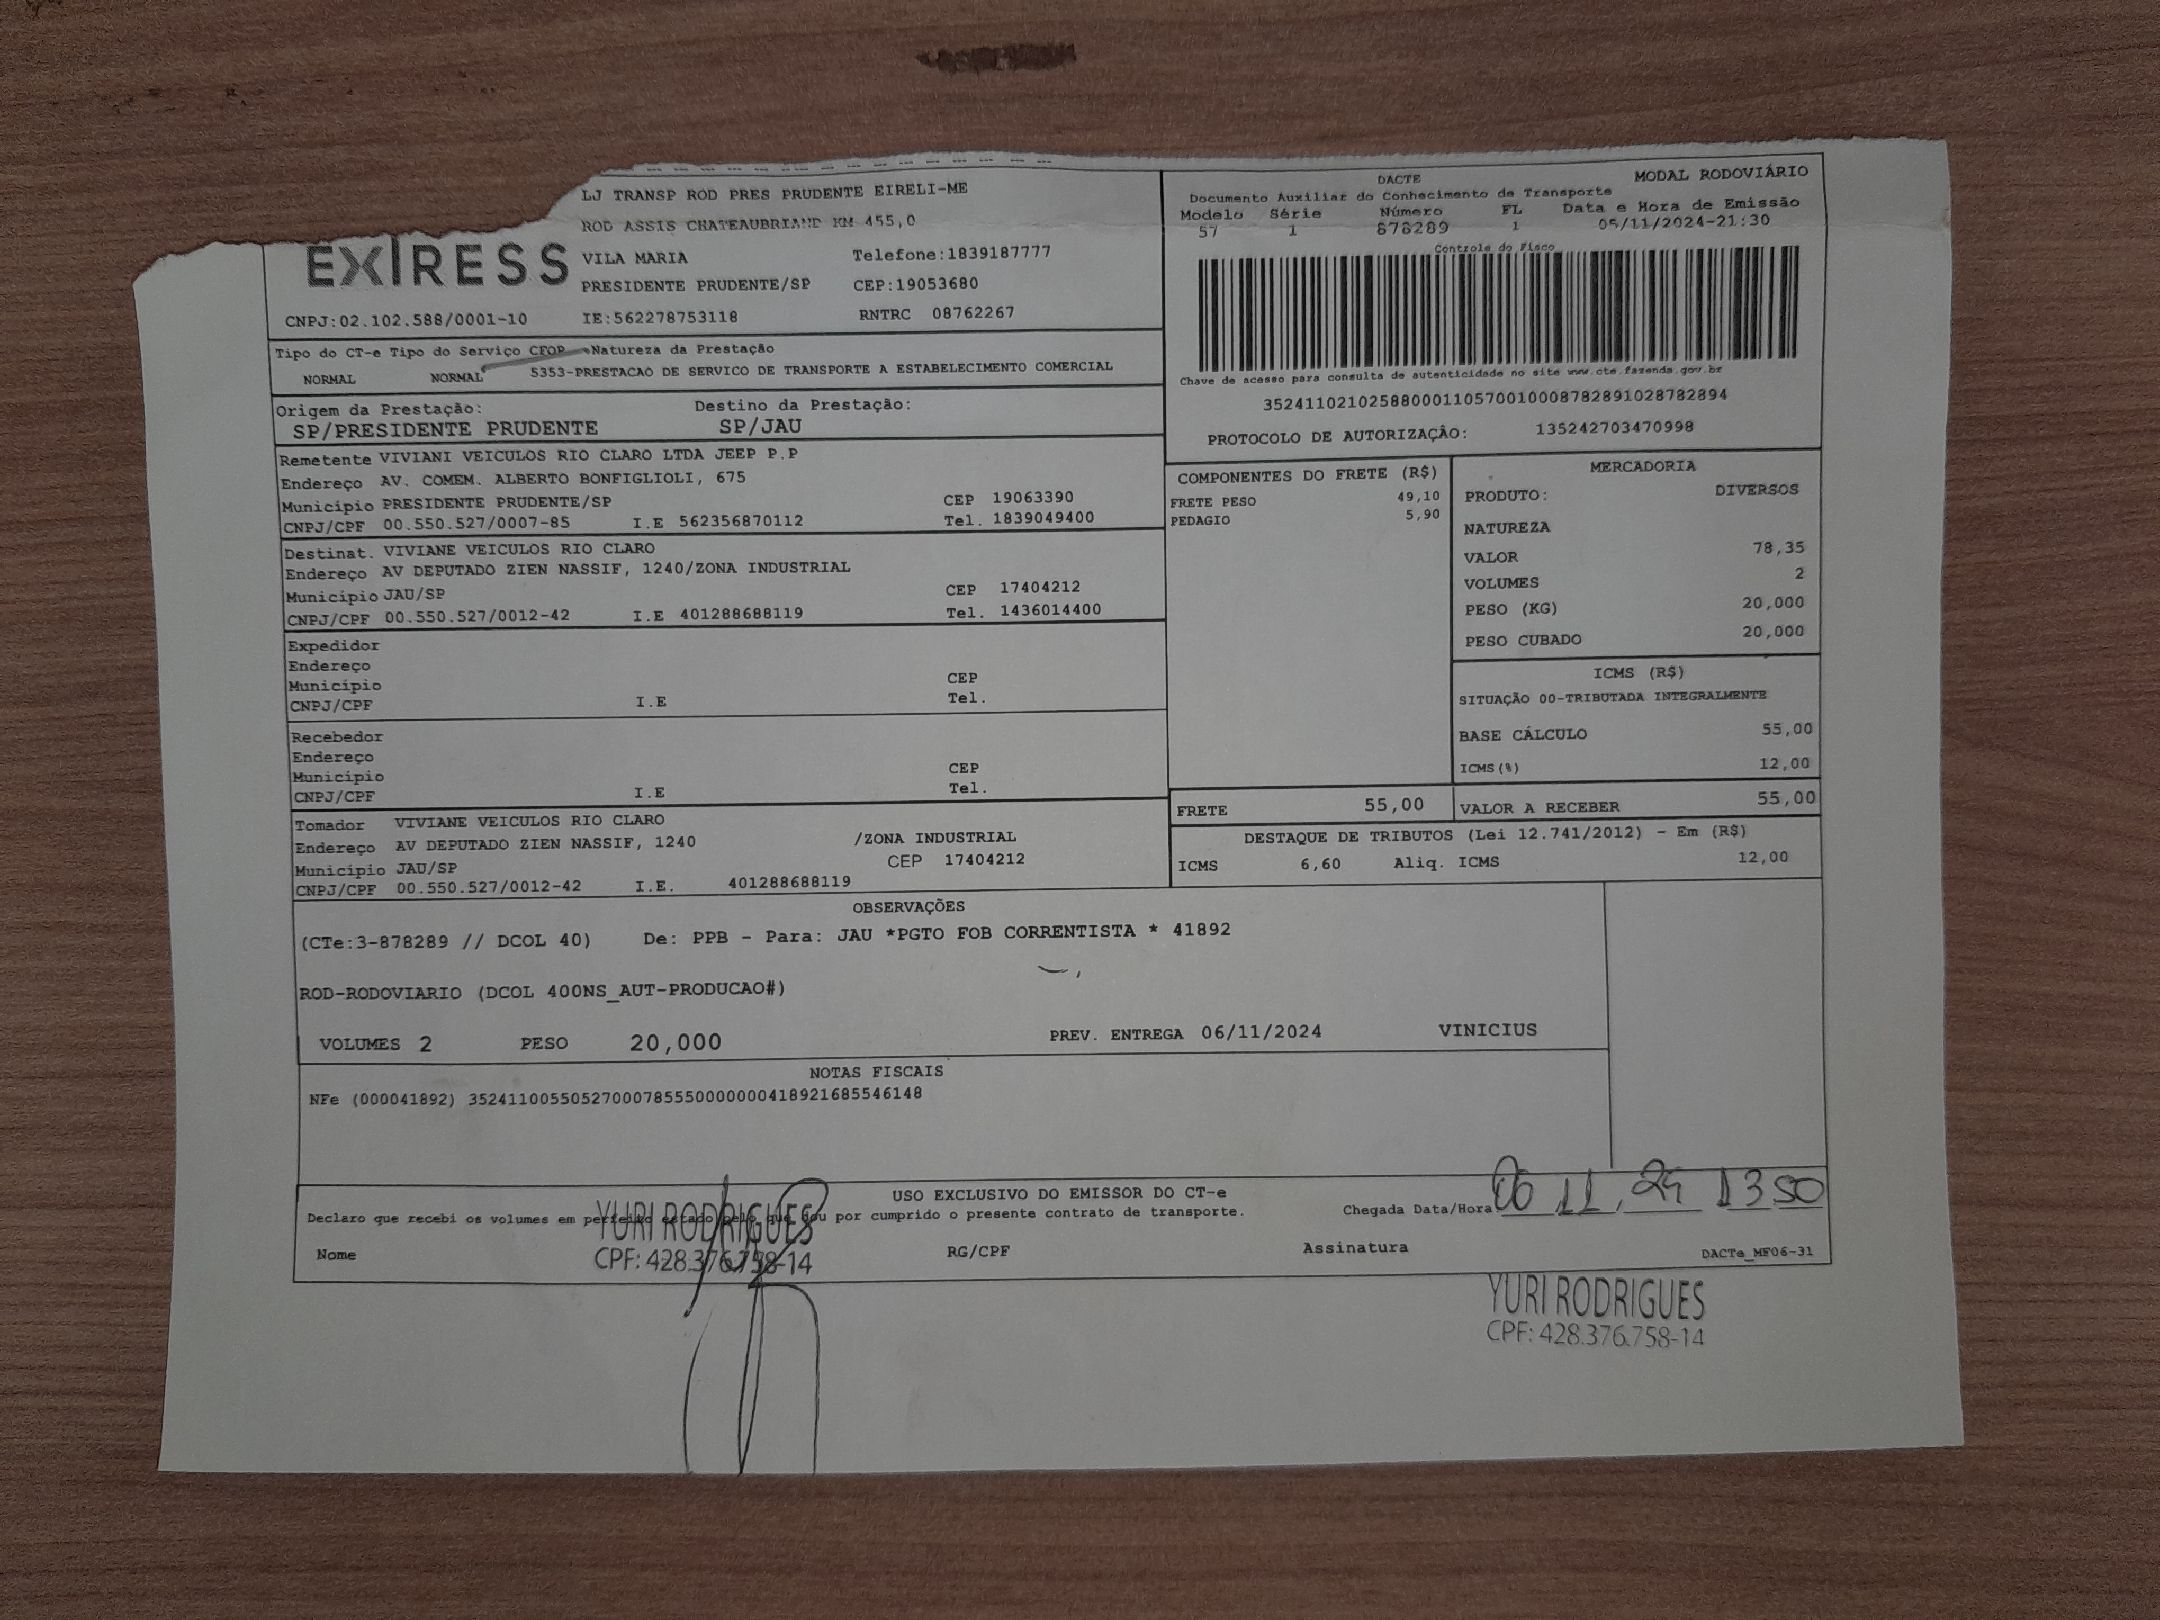 LJ TRANSP ROD PRES PRUDENTE EIRELI-ME
ROD ASSIS CHATEAUBRIAND KM 455,0
EXIRESS
VILA MARIA Telefone:1839187777
PRESIDENTE PRUDENTE/SP CEP:19053680
CNPJ:02.102.588/0001-10 IE:562278753118 RNTRC 08762267
DACTE MODAL RODOVIÁRIO
Documento Auxiliar do Conhecimento de Transporte
Modelo Série Número FL Data e Hora de Emissão
57 1 878289 1 05/11/2024-21:30
Controle do Fisco
Chave de acesso para consulta de autenticidade no site www.cte.fazenda.gov.br
35241102102588000110570010008782891028782894
PROTOCOLO DE AUTORIZAÇÂO: 135242703470998
Tipo do CT-e Tipo do Serviço CFOP Natureza da Prestação
NORMAL NORMAL 5353-PRESTACAO DE SERVICO DE TRANSPORTE A ESTABELECIMENTO COMERCIAL
Origem da Prestação: Destino da Prestação:
SP/PRESIDENTE PRUDENTE SP/JAU
Remetente VIVIANI VEICULOS RIO CLARO LTDA JEEP P.P
Endereço AV. COMEM. ALBERTO BONFIGLIOLI, 675
Município PRESIDENTE PRUDENTE/SP CEP 19063390
CNPJ/CPF 00.550.527/0007-85 I.E 562356870112 Tel. 1839049400
Destinat. VIVIANE VEICULOS RIO CLARO
Endereço AV DEPUTADO ZIEN NASSIF, 1240/ZONA INDUSTRIAL
Município JAU/SP CEP 17404212
CNPJ/CPF 00.550.527/0012-42 I.E 401288688119 Tel. 1436014400
Expedidor
Endereço
Município CEP
CNPJ/CPF I.E Tel.
Recebedor
Endereço
Município CEP
CNPJ/CPF I.E Tel.
Tomador VIVIANE VEICULOS RIO CLARO
Endereço AV DEPUTADO ZIEN NASSIF, 1240 /ZONA INDUSTRIAL
Município JAU/SP CEP 17404212
CNPJ/CPF 00.550.527/0012-42 I.E. 401288688119
COMPONENTES DO FRETE (R$)
FRETE PESO 49,10
PEDAGIO 5,90
MERCADORIA
PRODUTO: DIVERSOS
NATUREZA
VALOR 78,35
VOLUMES 2
PESO (KG) 20,000
PESO CUBADO 20,000
ICMS (R$)
SITUAÇÃO 00-TRIBUTADA INTEGRALMENTE
BASE CÁLCULO 55,00
ICMS(%) 12,00
FRETE 55,00 VALOR A RECEBER 55,00
DESTAQUE DE TRIBUTOS (Lei 12.741/2012) - Em (R$)
ICMS 6,60 Aliq. ICMS 12,00
OBSERVAÇÕES
(CTe:3-878289 // DCOL 40) De: PPB - Para: JAU *PGTO FOB CORRENTISTA * 41892
ROD-RODOVIARIO (DCOL 400NS_AUT-PRODUCAO#)
VOLUMES 2 PESO 20,000 PREV. ENTREGA 06/11/2024 VINICIUS
NOTAS FISCAIS
NFe (000041892) 35241100550527000785550000000418921685546148
USO EXCLUSIVO DO EMISSOR DO CT-e
Declaro que recebi os volumes em perfeito estado pelo que dou por cumprido o presente contrato de transporte. Chegada Data/Hora 06 11, 24 13 50
Nome RG/CPF Assinatura DACTe_MF06-31
YURI RODRIGUES
CPF: 428.376.758-14
YURI RODRIGUES
CPF: 428.376.758-14